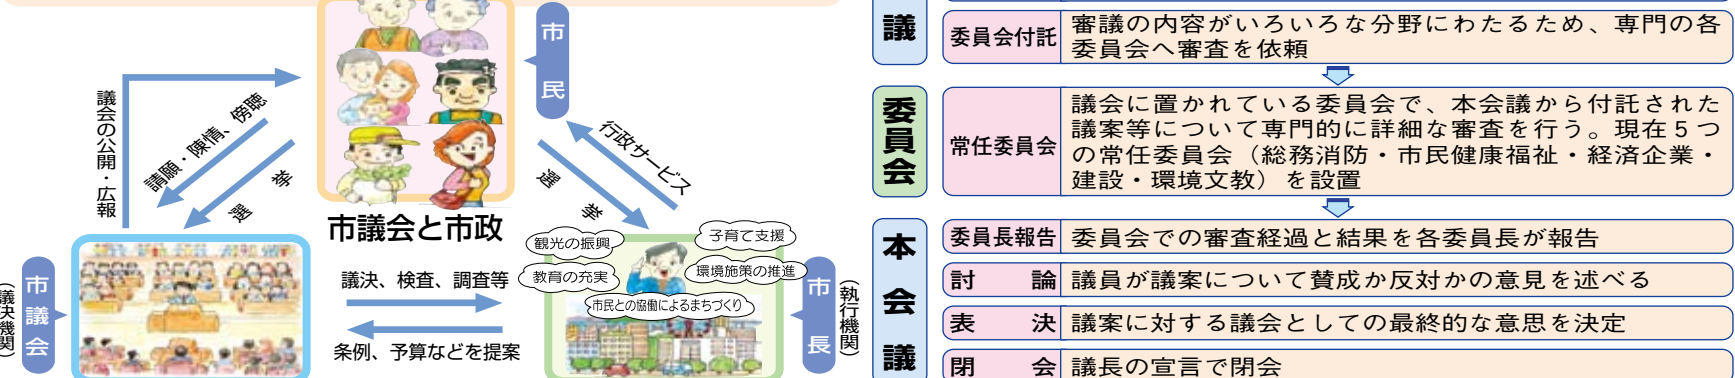 市民
議会の公開・広報
請願・陳情、傍聴
選挙
選挙
行政サービス
市議会と市政
観光の振興
子育て支援
教育の充実
環境施策の推進
市民との協働によるまちづくり
市議会
(議決機関)
議決、検査、調査等
条例、予算などを提案
市長
(執行機関)
議
委員会付託
審議の内容がいろいろな分野にわたるため、専門の各
委員会へ審査を依頼
委員会
常任委員会
議会に置かれている委員会で、本会議から付託された
議案等について専門的に詳細な審査を行う。現在5つ
の常任委員会（総務消防・市民健康福祉・経済企業・
建設・環境文教）を設置
本会議
委員長報告 委員会での審査経過と結果を各委員長が報告
討論 議員が議案について賛成か反対かの意見を述べる
表決 議案に対する議会としての最終的な意思を決定
閉会 議長の宣言で閉会